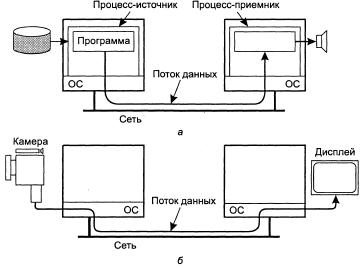 Процесс-источник Процесс-приемник
Программа
Поток данных
ОС ОС
Сеть
а
Камера
Дисплей
Поток данных
ОС ОС
Сеть
б